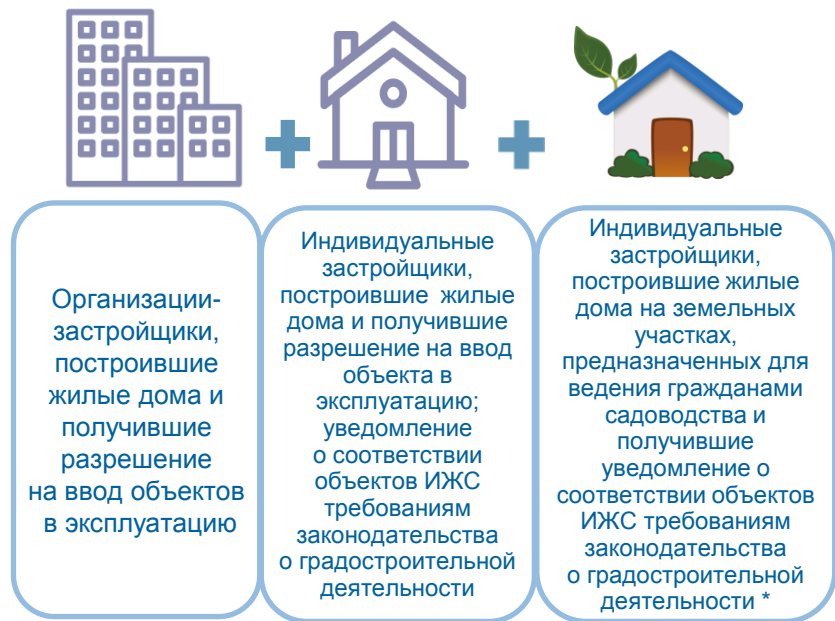 Организации-
застройщики,
построившие
жилые дома и
получившие
разрешение
на ввод объектов
в эксплуатацию
Индивидуальные
застройщики,
построившие жилые
дома и получившие
разрешение на ввод
объекта в
эксплуатацию;
уведомление
о соответствии
объектов ИЖС
требованиям
законодательства
о градостроительной
деятельности
Индивидуальные
застройщики,
построившие жилые
дома на земельных
участках,
предназначенных для
ведения гражданами
садоводства и
получившие
уведомление о
соответствии объектов
ИЖС требованиям
законодательства
о градостроительной
деятельности *